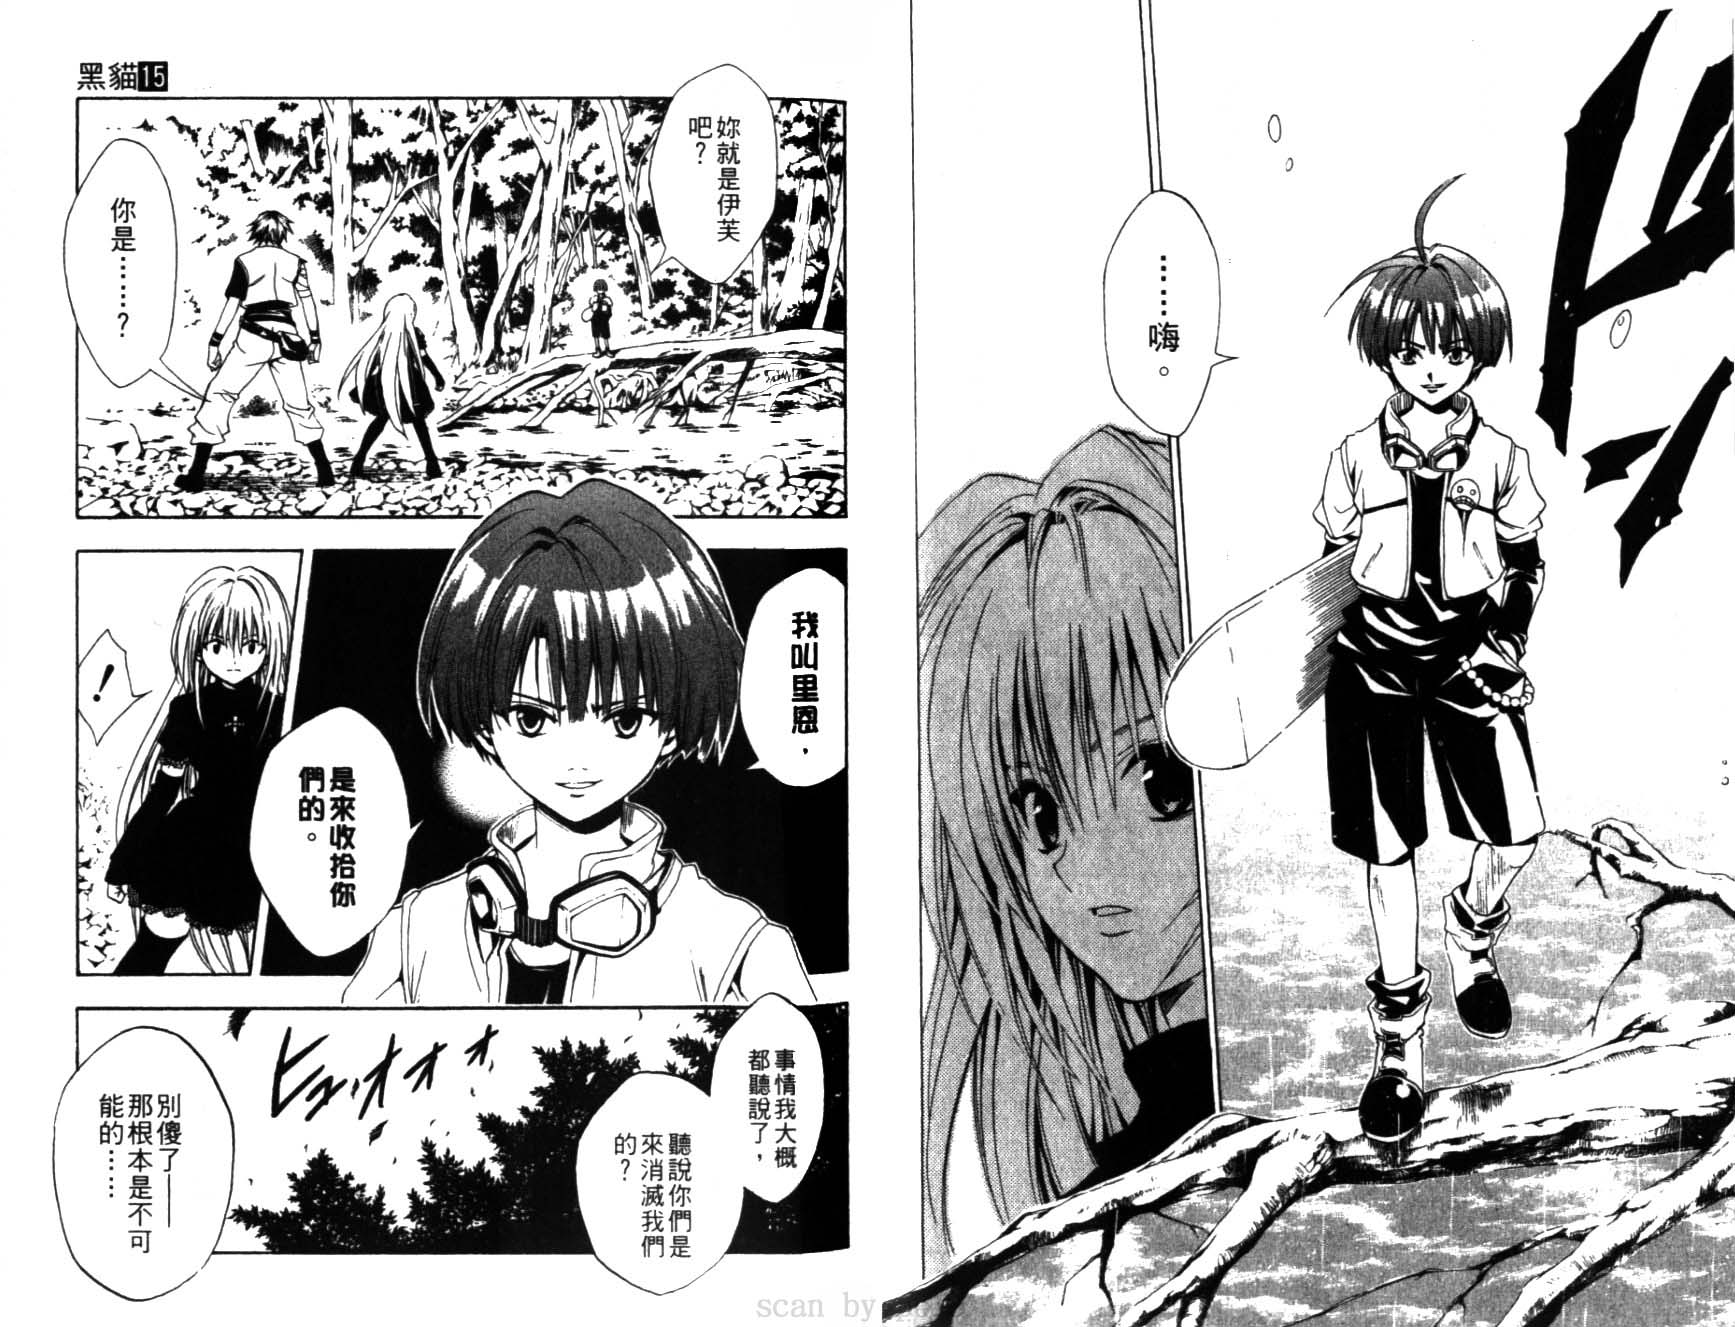 ……嗨。
黑貓15
妳就是伊芙
吧？
你是……？
我叫里恩，
是來收拾你
們的。
！
事情我大概
都聽說了，
聽說你們是
來消滅我們
的？
別傻了——
那根本是不可
能的……
ヒュオオォ
scan by